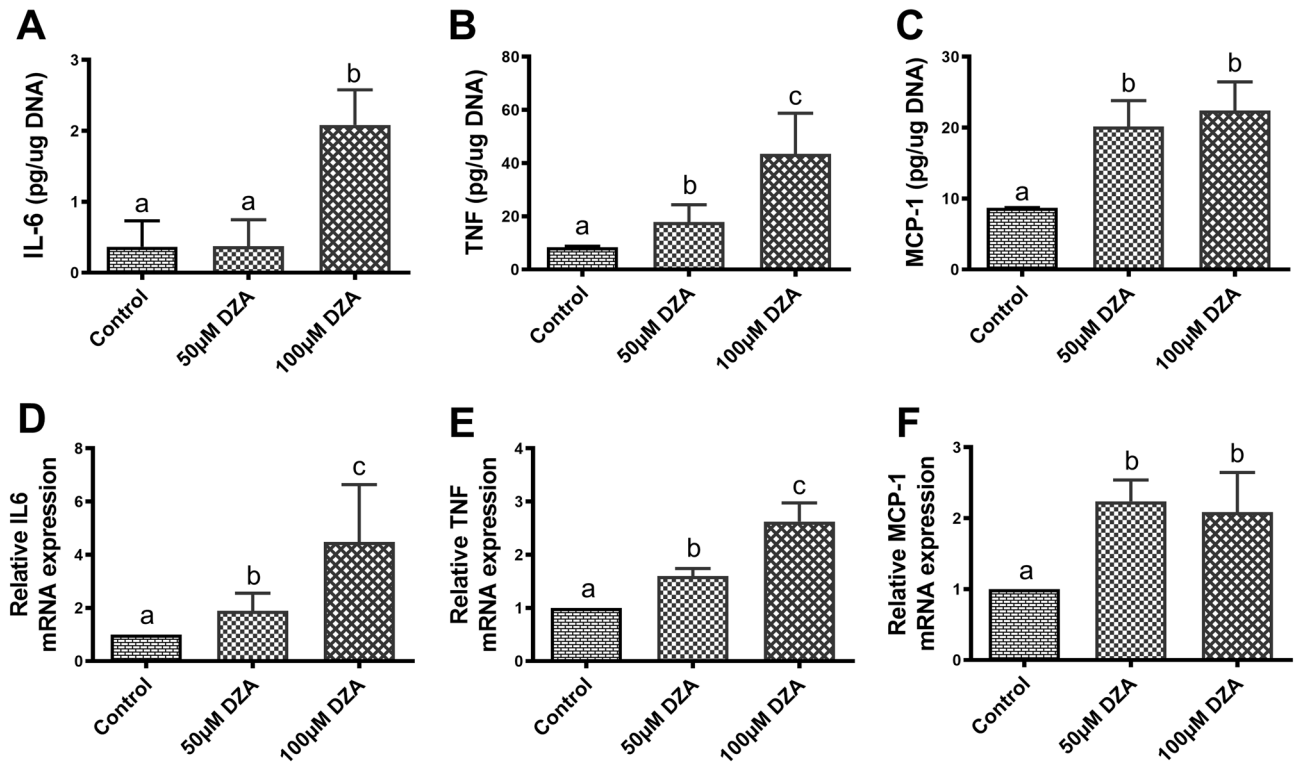 A
IL-6 (pg/ug DNA)
3
2
1
0
b
a
a
Control
50µM DZA
100µM DZA
B
TNF (pg/ug DNA)
80
60
40
20
0
a
b
c
Control
50µM DZA
100µM DZA
C
MCP-1 (pg/ug DNA)
30
20
10
0
a
b
b
Control
50µM DZA
100µM DZA
D
Relative IL6
mRNA expression
8
6
4
2
0
a
b
c
Control
50µM DZA
100µM DZA
E
Relative TNF
mRNA expression
4
3
2
1
0
a
b
c
Control
50µM DZA
100µM DZA
F
Relative MCP-1
mRNA expression
3
2
1
0
a
b
b
Control
50µM DZA
100µM DZA